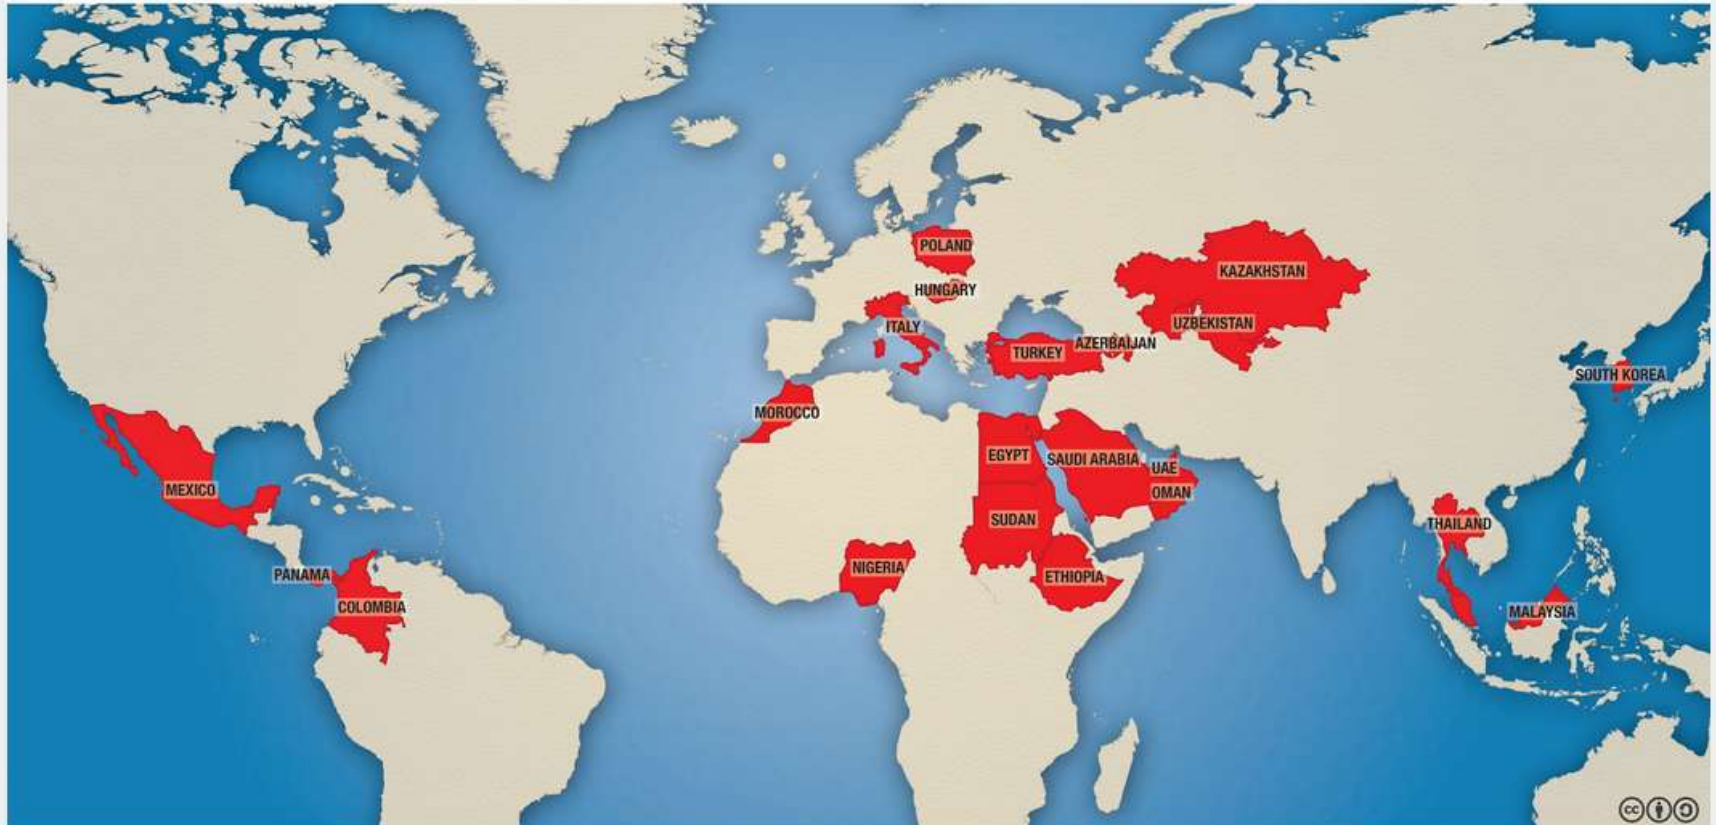 POLAND
KAZAKHSTAN
HUNGARY
UZBEKISTAN
ITALY
AZERBAIJAN
TURKEY
SOUTH KOREA
MOROCCO
EGYPT
SAUDI ARABIA
UAE
MEXICO
OMAN
SUDAN
THAILAND
NIGERIA
PANAMA
ETHIOPIA
COLOMBIA
MALAYSIA
cc